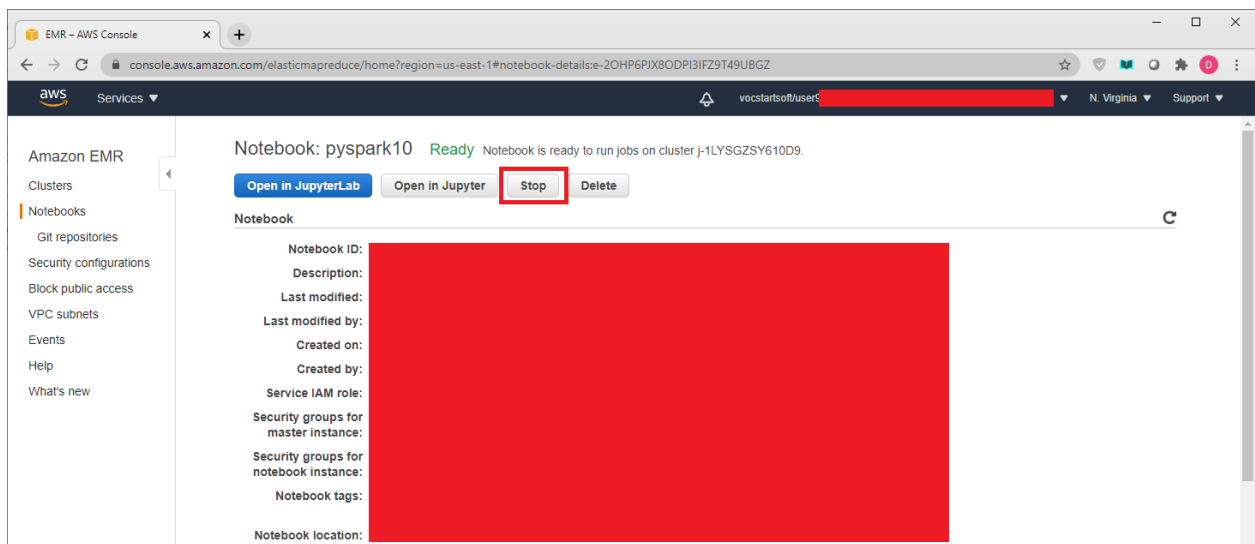 EMR – AWS Console
console.aws.amazon.com/elasticmapreduce/home?region=us-east-1#notebook-details:e-2OHP6PJX8ODPI3IFZ9T49UBGZ
D
aws Services vocstartsoft/user9 N. Virginia Support
Amazon EMR
Clusters
Notebooks
Git repositories
Security configurations
Block public access
VPC subnets
Events
Help
What's new
Notebook: pyspark10 Ready Notebook is ready to run jobs on cluster j-1LYSGZSY610D9.
Open in JupyterLab Open in Jupyter Stop Delete
Notebook
Notebook ID:
Description:
Last modified:
Last modified by:
Created on:
Created by:
Service IAM role:
Security groups for
master instance:
Security groups for
notebook instance:
Notebook tags:
Notebook location: